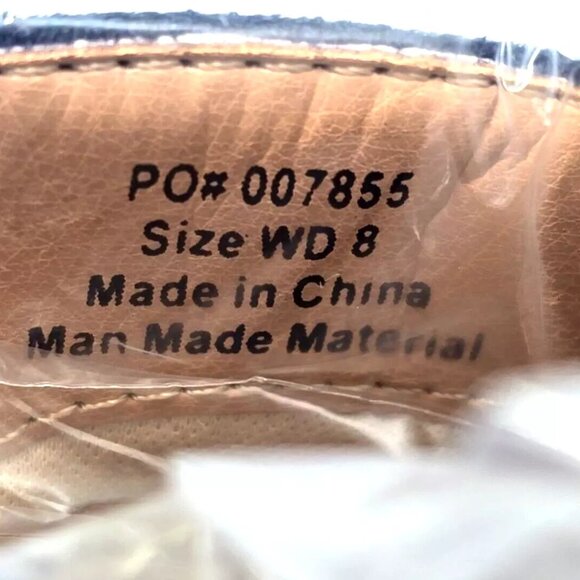 PO# 007855
Size WD 8
Made in China
Man Made Material